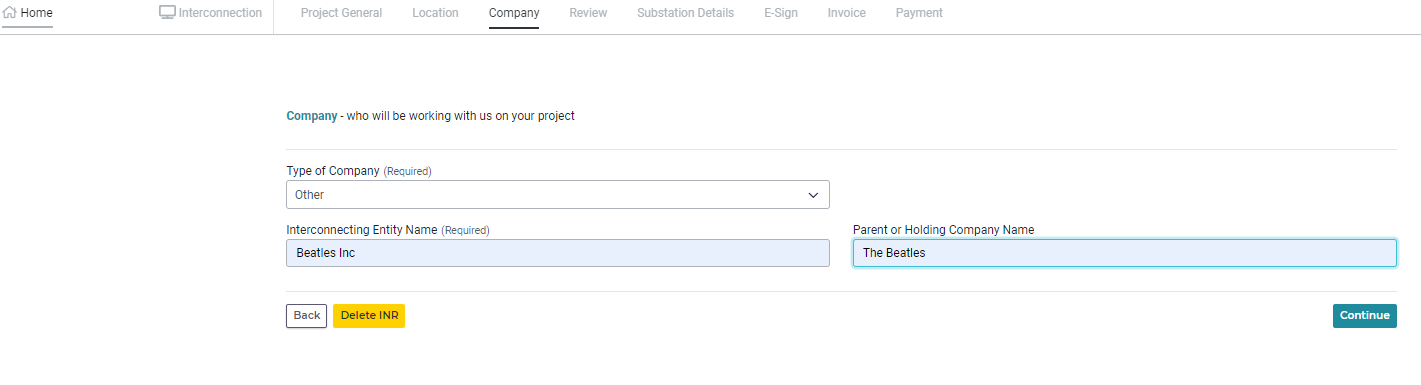 Home Interconnection Project General Location Company Review Substation Details E-Sign Invoice Payment
Company - who will be working with us on your project
Type of Company (Required)
Other
Interconnecting Entity Name (Required) Parent or Holding Company Name
Beatles Inc The Beatles
Back Delete INR Continue